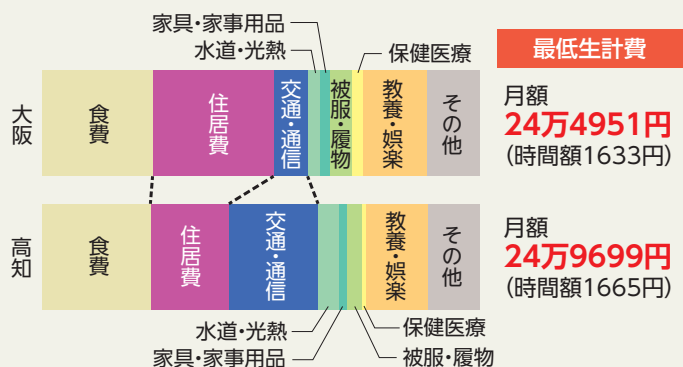 家具・家事用品
水道・光熱
保健医療
最低生計費
大阪
食費
住居費
交通・通信
被服・履物
教養・娯楽
その他
月額
24万4951円
(時間額1633円)
高知
食費
住居費
交通・通信
教養・娯楽
その他
月額
24万9699円
(時間額1665円)
水道・光熱
保健医療
家具・家事用品
被服・履物